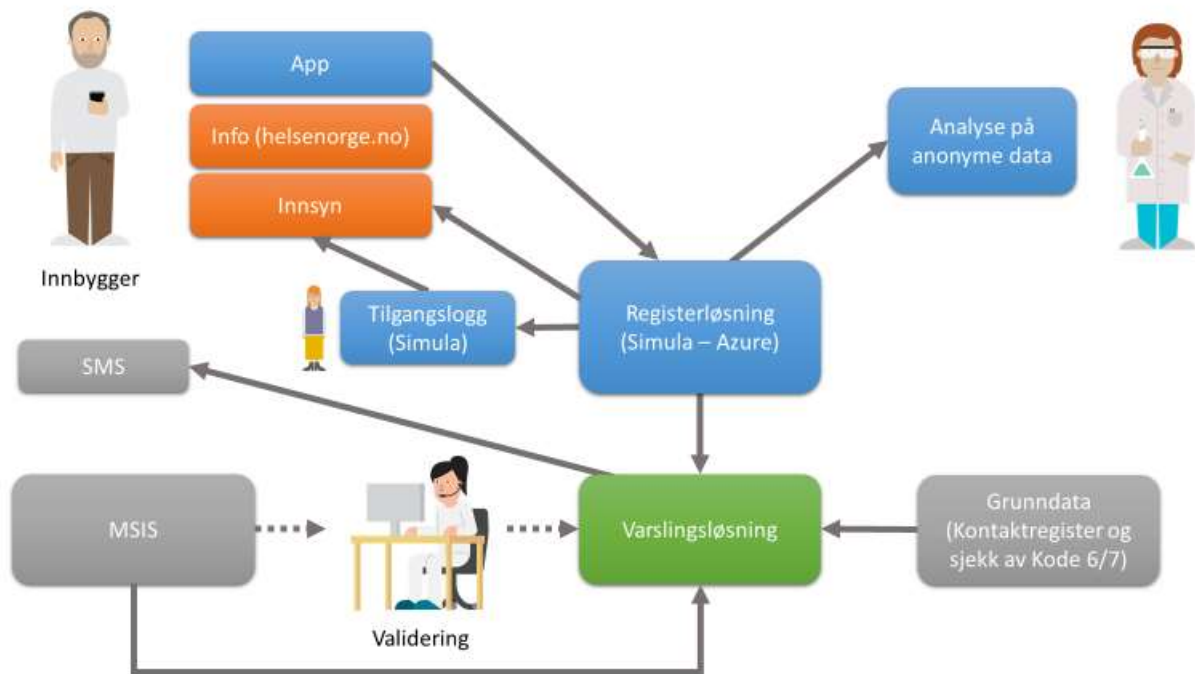 App
Info (helsenorge.no)
Innsyn
Analyse på
anonyme data
Innbygger
Tilgangslogg
(Simula)
Registerløsning
(Simula – Azure)
SMS
MSIS
Validering
Varslingsløsning
Grunndata
(Kontaktregister og
sjekk av Kode 6/7)